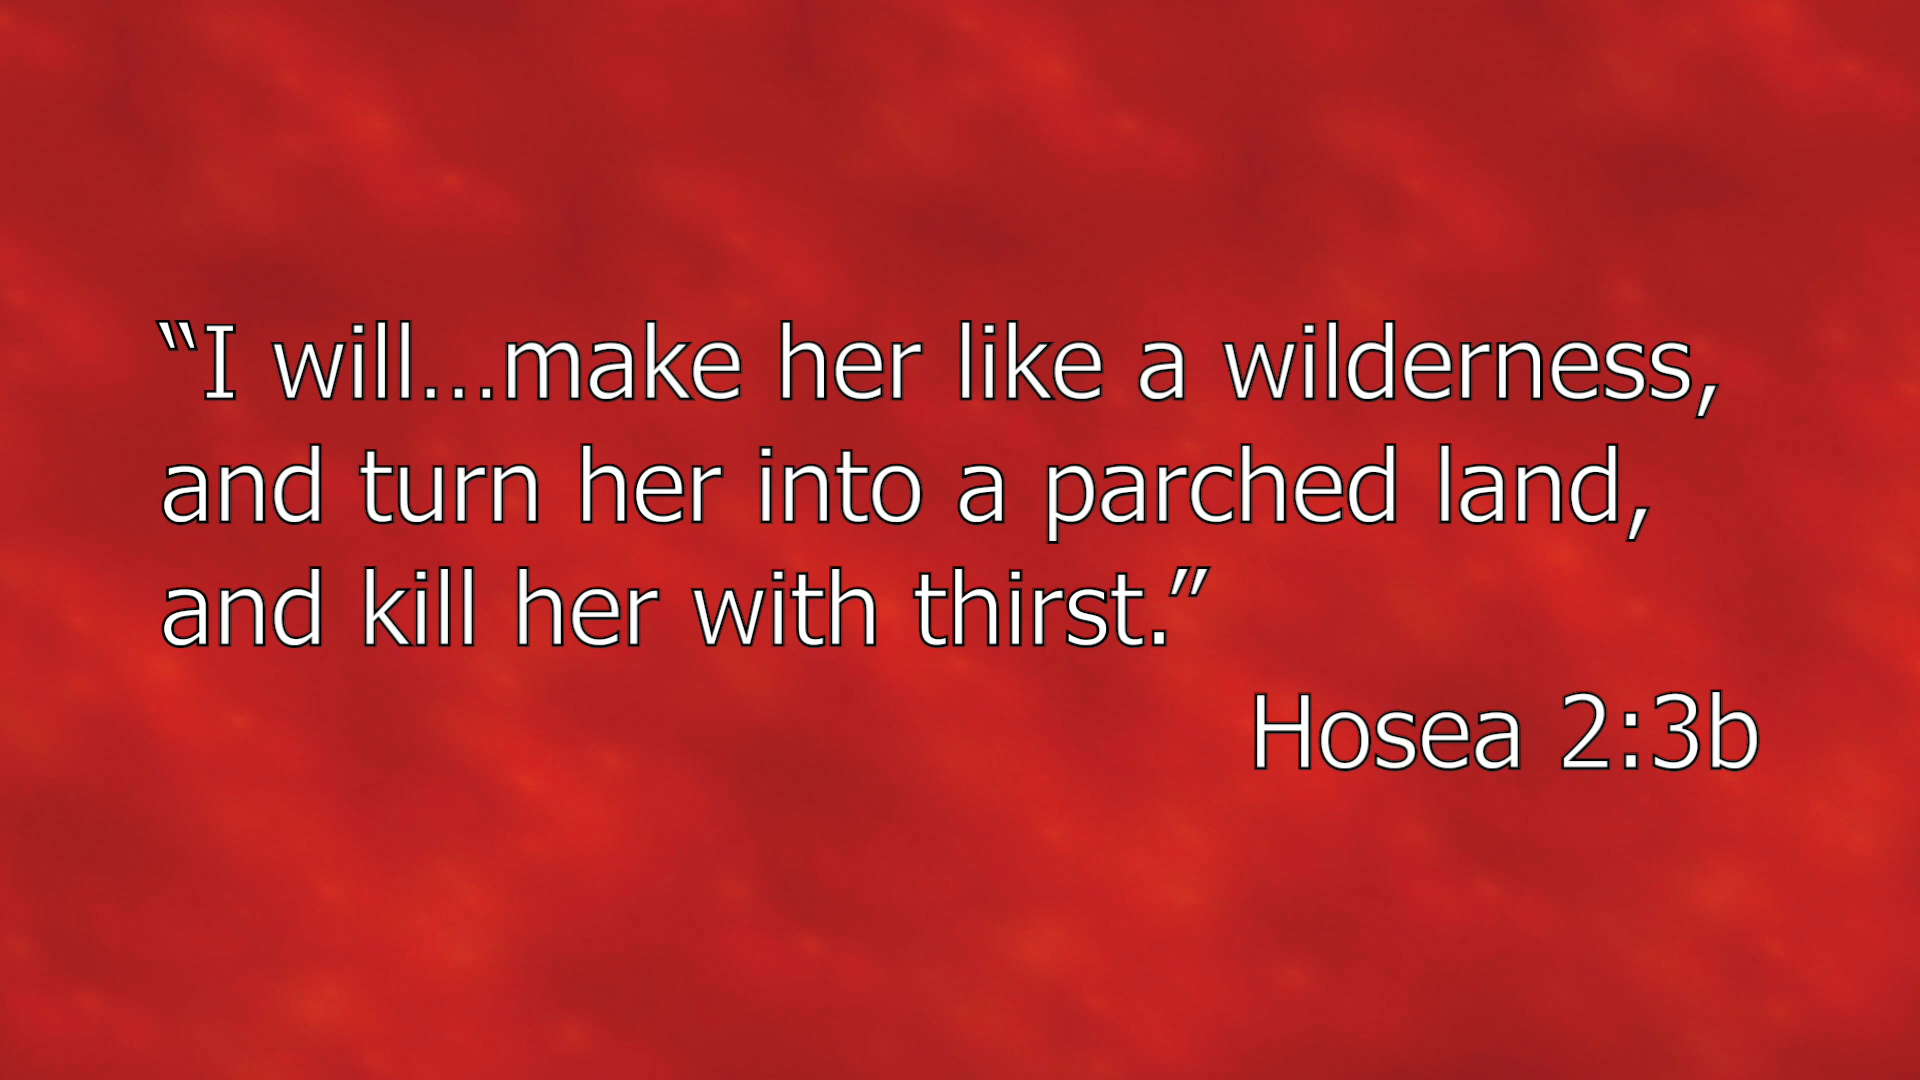 “I will...make her like a wilderness,
and turn her into a parched land,
and kill her with thirst.”
Hosea 2:3b